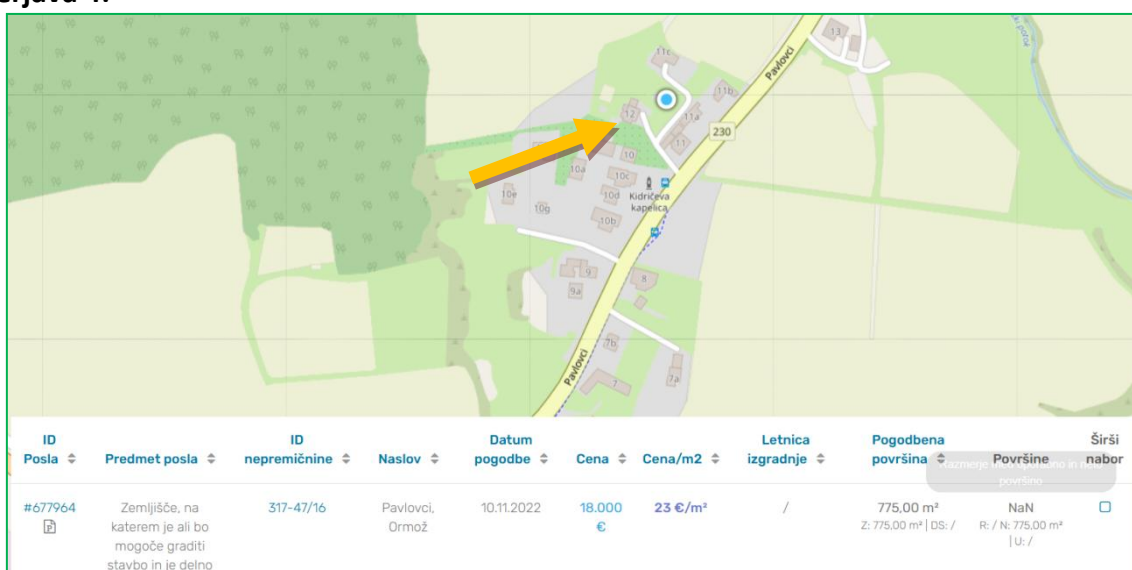 11c
13
Pavlovci
11b
12
11a
230
11
10
10a
10c
10e
10d
Kidričeva
kapelica
10g
10b
9
8
9a
7b
Pavlovci
7
7a
ID
Posla
Predmet posla
ID
nepremičnine
Naslov
Datum
pogodbe
Cena
Cena/m2
Letnica
izgradnje
Pogodbena
površina
Površine
Širši
nabor
#677964
Zemljišče, na
katerem je ali bo
mogoče graditi
stavbo in je delno
317-47/16
Pavlovci,
Ormož
10.11.2022
18.000
€
23 €/m²
/
775,00 m²
Z: 775,00 m² | DS: /
NaN
R: / N: 775,00 m²
| U: /